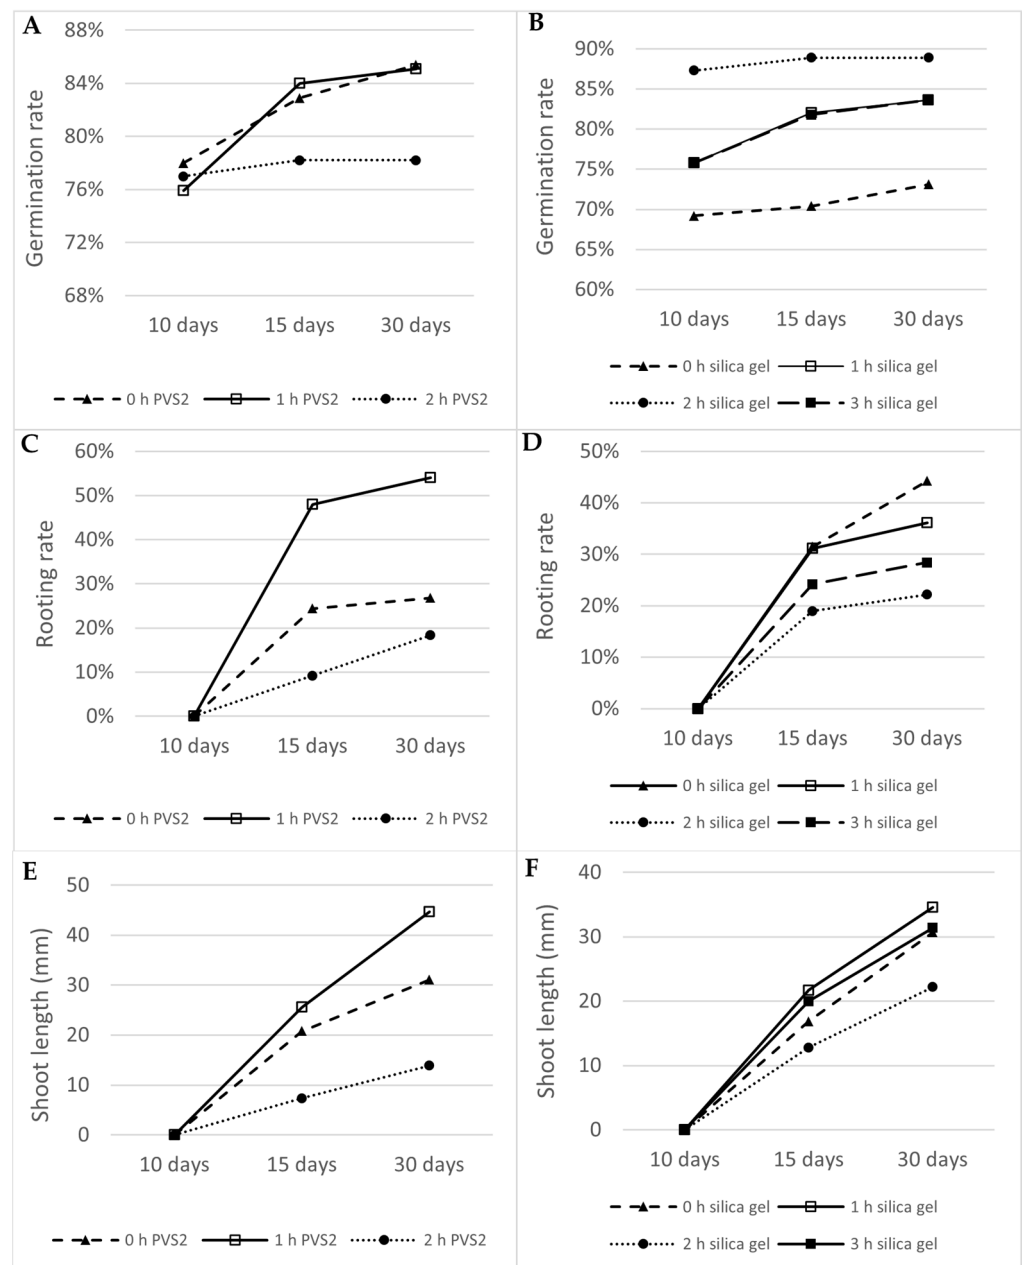 A
Germination rate
88%
84%
80%
76%
72%
68%
10 days 15 days 30 days
0 h PVS2 1 h PVS2 2 h PVS2
B
Germination rate
90%
85%
80%
75%
70%
65%
60%
10 days 15 days 30 days
0 h silica gel 1 h silica gel
2 h silica gel 3 h silica gel
C
Rooting rate
60%
50%
40%
30%
20%
10%
0%
10 days 15 days 30 days
0 h PVS2 1 h PVS2 2 h PVS2
D
Rooting rate
50%
40%
30%
20%
10%
0%
10 days 15 days 30 days
0 h silica gel 1 h silica gel
2 h silica gel 3 h silica gel
E
Shoot length (mm)
50
40
30
20
10
0
10 days 15 days 30 days
0 h PVS2 1 h PVS2 2 h PVS2
F
Shoot length (mm)
40
30
20
10
0
10 days 15 days 30 days
0 h silica gel 1 h silica gel
2 h silica gel 3 h silica gel